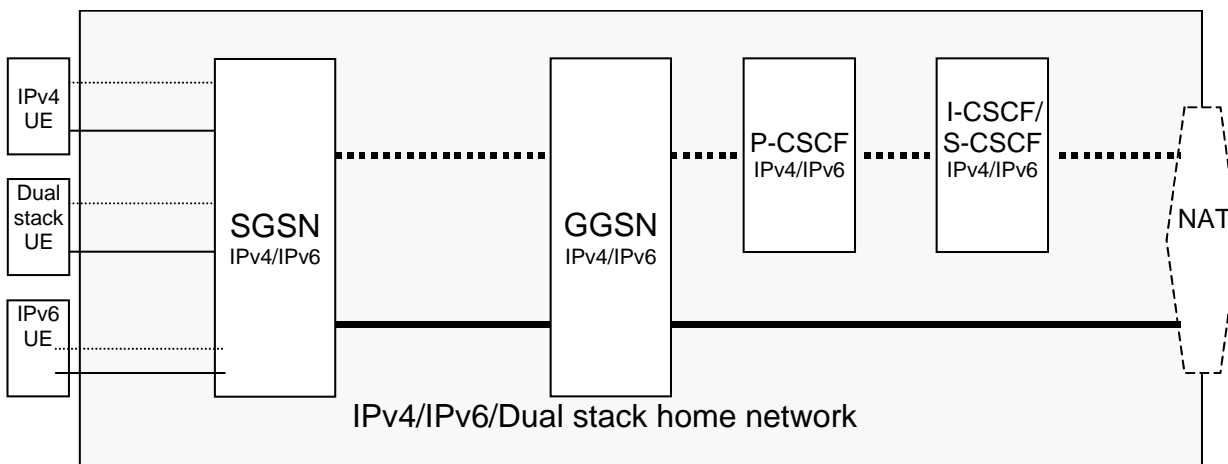 IPv4
UE
Dual
stack
UE
IPv6
UE
SGSN
IPv4/IPv6
GGSN
IPv4/IPv6
P-CSCF
IPv4/IPv6
I-CSCF/
S-CSCF
IPv4/IPv6
NAT
IPv4/IPv6/Dual stack home network